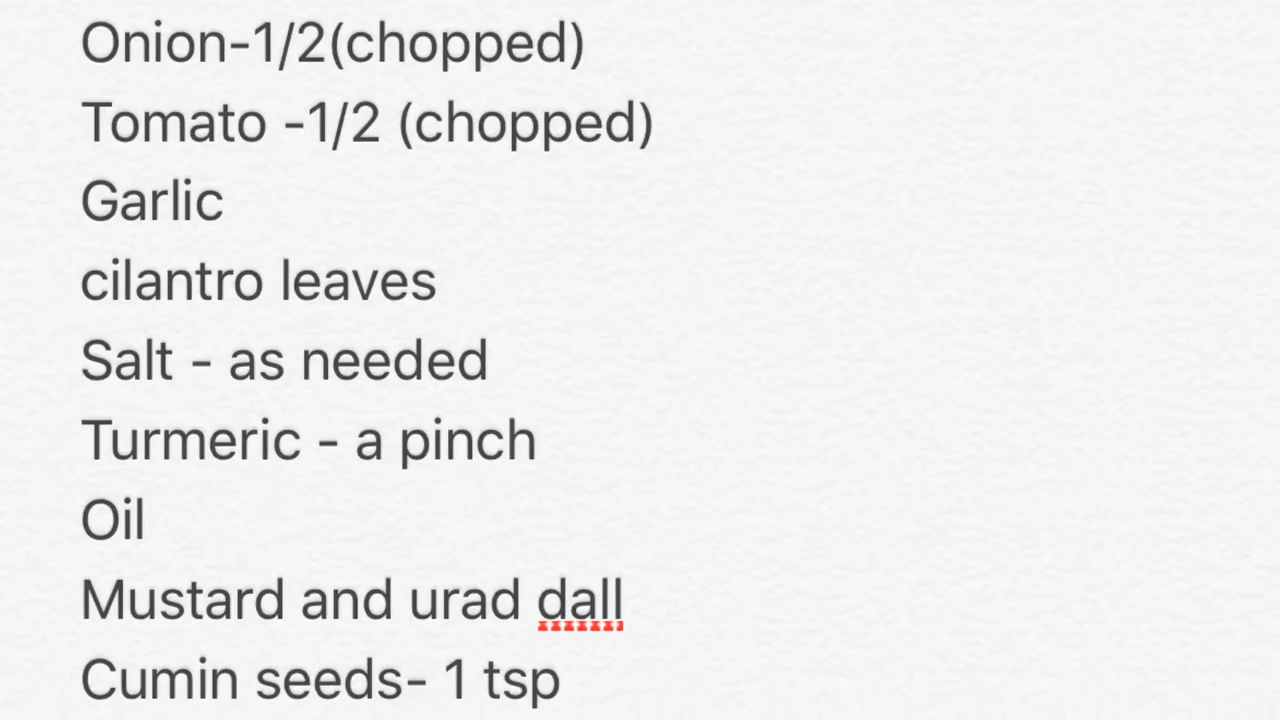 Onion-1/2(chopped)
Tomato -1/2 (chopped)
Garlic
cilantro leaves
Salt - as needed
Turmeric - a pinch
Oil
Mustard and urad dall
Cumin seeds- 1 tsp